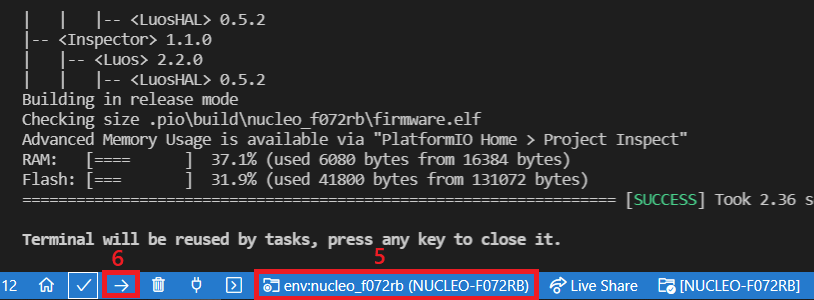 |   |   |-- <LuosHAL> 0.5.2
|-- <Inspector> 1.1.0
|   |-- <Luos> 2.2.0
|   |   |-- <LuosHAL> 0.5.2
Building in release mode
Checking size .pio\build\nucleo_f072rb\firmware.elf
Advanced Memory Usage is available via "PlatformIO Home > Project Inspect"
RAM:   [====      ]  37.1% (used 6080 bytes from 16384 bytes)
Flash: [===       ]  31.9% (used 41800 bytes from 131072 bytes)
================================================================== [SUCCESS] Took 2.36 s
Terminal will be reused by tasks, press any key to close it.
6 5
12 env:nucleo_f072rb (NUCLEO-F072RB) Live Share [NUCLEO-F072RB]